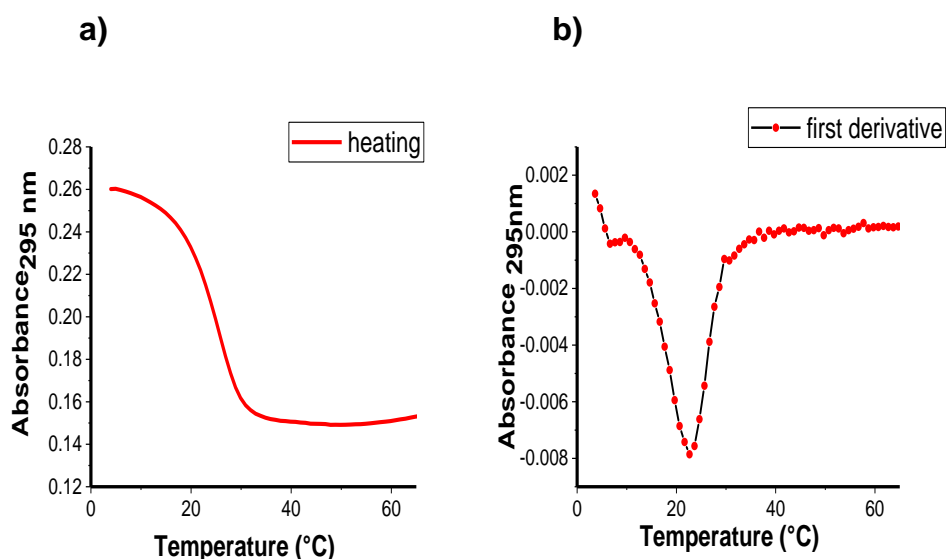 a)
b)
heating
first derivative
0.28
0.26
0.24
0.22
0.20
0.18
0.16
0.14
0.12
0
20
40
60
Absorbance295 nm
Temperature (°C)
0.002
0.000
-0.002
-0.004
-0.006
-0.008
0
20
40
60
Absorbance 295nm
Temperature (°C)